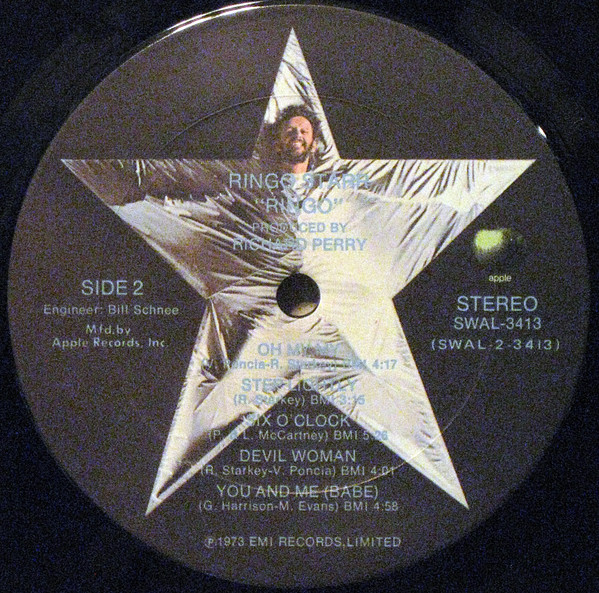 RINGO STARR
"RINGO"
PRODUCED BY
RICHARD PERRY
SIDE 2
Engineer: Bill Schnee
Mfd.by
Apple Records, Inc.
apple
STEREO
SWAL-3413
(SWAL-2-3413)
OH MY MY
(V. Poncia-R. Starkey) BMI 4:17
STEP LIGHTLY
(R. Starkey) BMI 3:15
SIX O'CLOCK
(P. & L. McCartney) BMI 5:26
DEVIL WOMAN
(R. Starkey-V. Poncia) BMI 4:01
YOU AND ME (BABE)
(G. Harrison-M. Evans) BMI 4:58
℗1973 EMI RECORDS,LIMITED